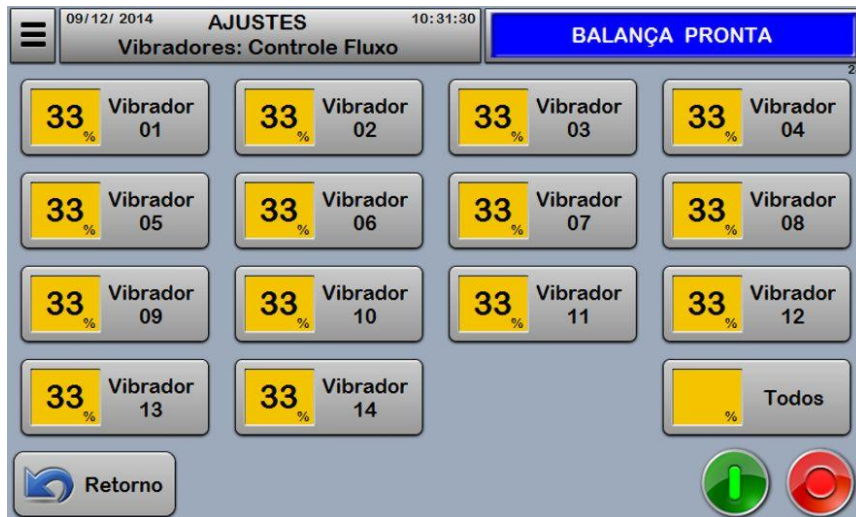 09/12/ 2014 AJUSTES 10:31:30
Vibradores: Controle Fluxo
BALANÇA PRONTA
2
33 % Vibrador
01
33 % Vibrador
02
33 % Vibrador
03
33 % Vibrador
04
33 % Vibrador
05
33 % Vibrador
06
33 % Vibrador
07
33 % Vibrador
08
33 % Vibrador
09
33 % Vibrador
10
33 % Vibrador
11
33 % Vibrador
12
33 % Vibrador
13
33 % Vibrador
14
% Todos
Retorno